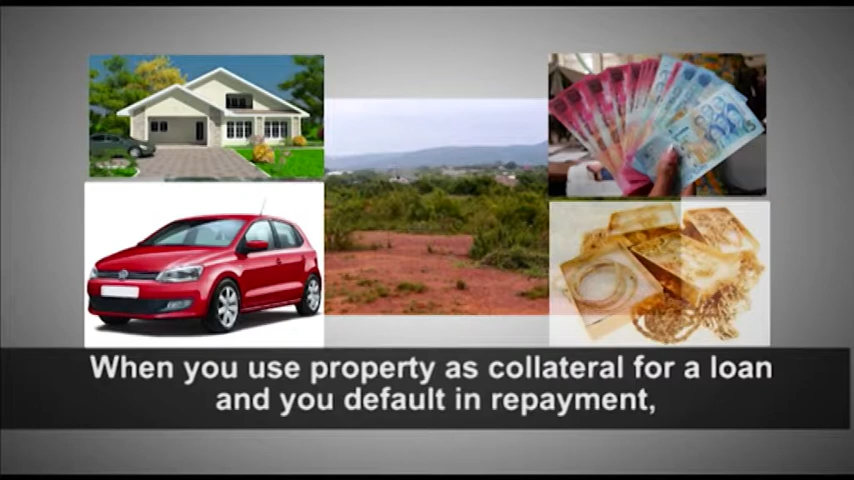 When you use property as collateral for a loan
and you default in repayment,